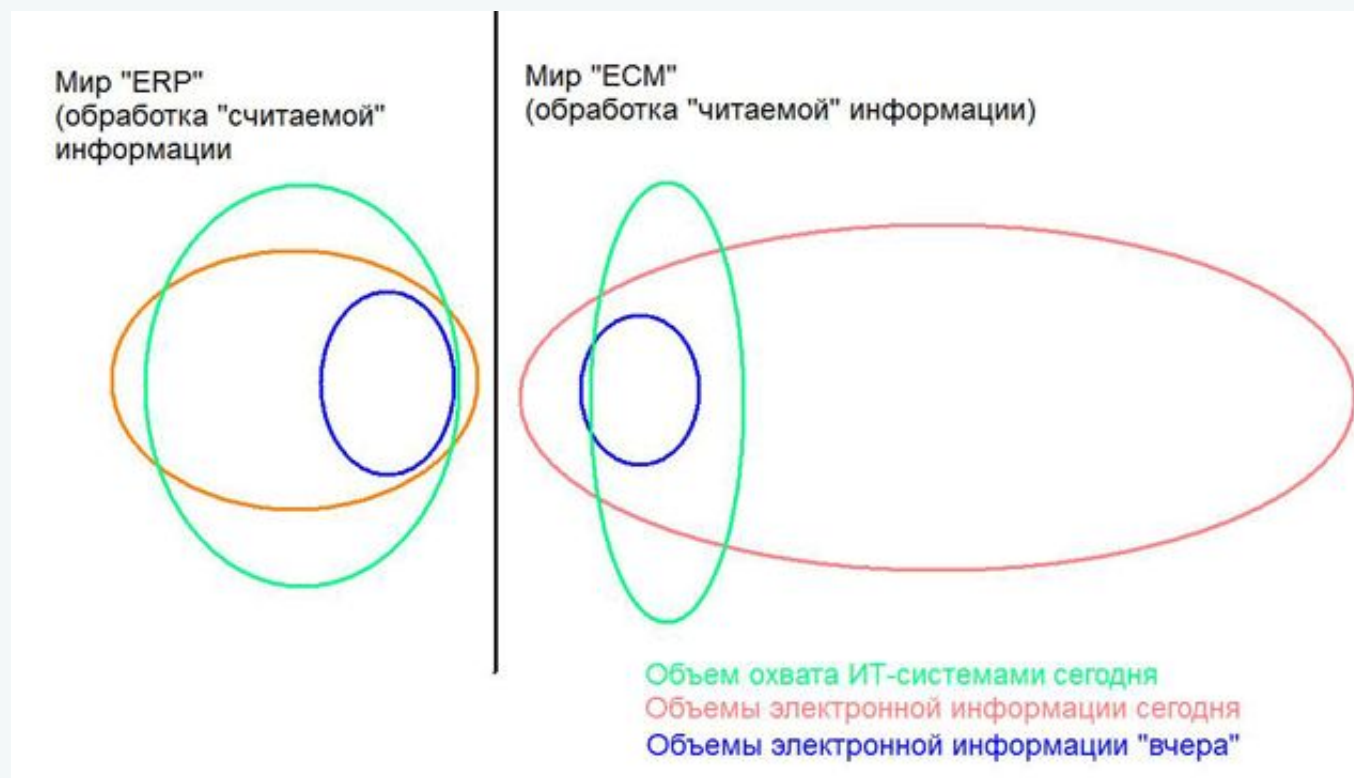 Мир "ERP"
(обработка "считаемой"
информации
Мир "ECM"
(обработка "читаемой" информации)
Объем охвата ИТ-системами сегодня
Объемы электронной информации сегодня
Объемы электронной информации "вчера"